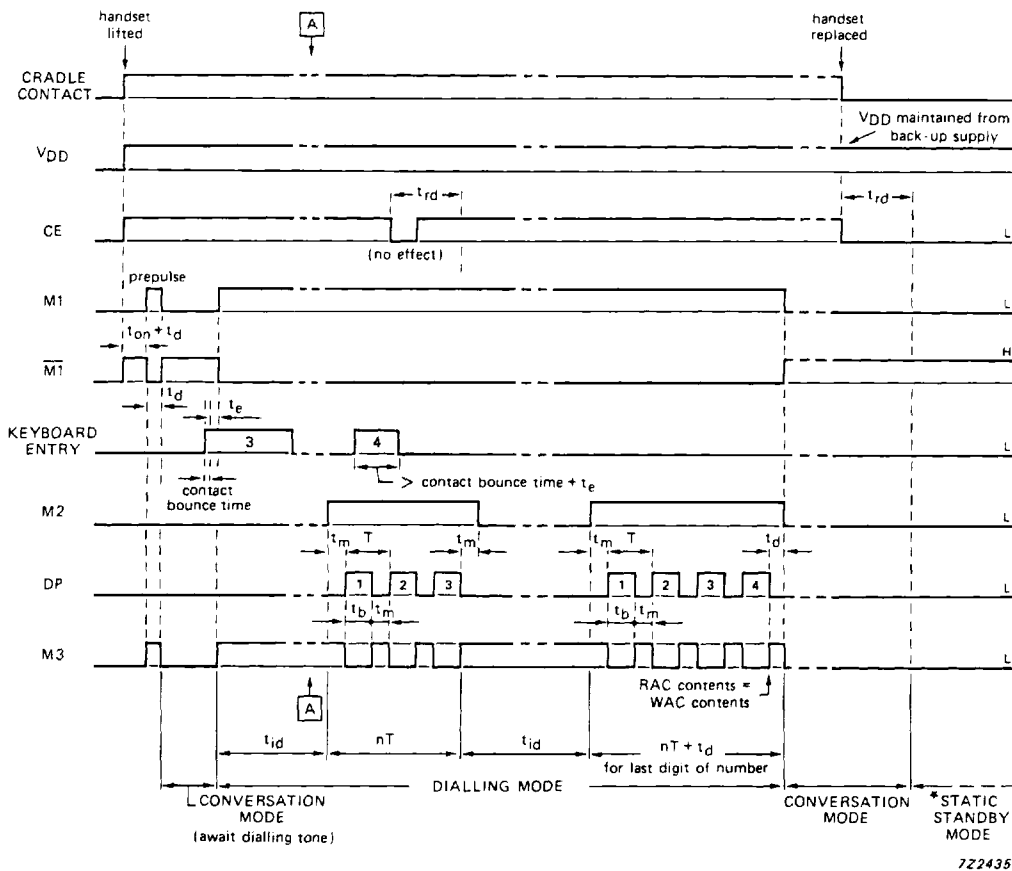 handset
lifted
A
handset
replaced
CRADLE
CONTACT
VDD maintained from
back-up supply
VDD
trd
trd
CE
(no effect)
L
prepulse
M1
L
ton + td
H
M1
td
te
KEYBOARD
ENTRY
3
4
L
contact
bounce time
> contact bounce time + te
M2
L
tm
T
tm
tm
T
td
DP
1
2
3
1
2
3
4
L
tb
tm
tb
tm
M3
L
A
RAC contents =
WAC contents
tid
nT
tid
nT + td
for last digit of number
DIALLING MODE
CONVERSATION
MODE
(await dialling tone)
CONVERSATION
MODE
*STATIC
STANDBY
MODE
7Z2435